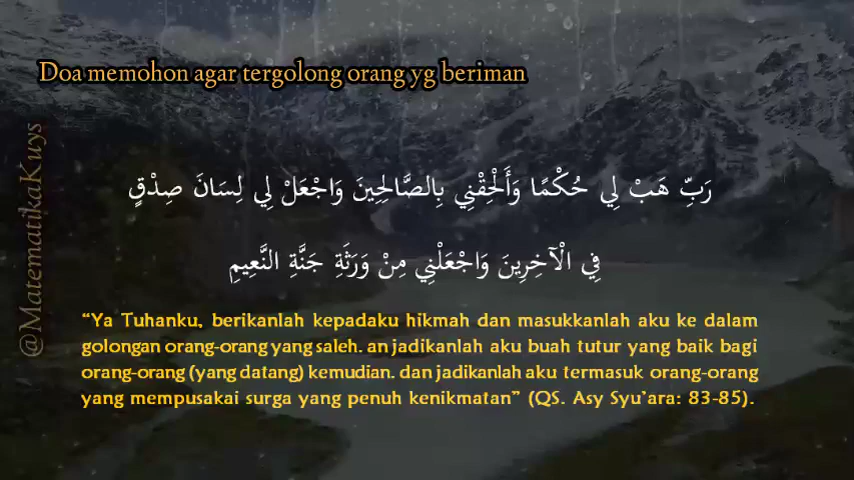 Doa memohon agar tergolong orang yg beriman
@MatematikaKuys
رَبِّ هَبْ لِي حُكْمًا وَأَلْحِقْنِي بِالصَّالِحِينَ وَاجْعَلْ لِي لِسَانَ صِدْقٍ
فِي الْآخِرِينَ وَاجْعَلْنِي مِنْ وَرَثَةِ جَنَّةِ النَّعِيمِ
“Ya Tuhanku, berikanlah kepadaku hikmah dan masukkanlah aku ke dalam
golongan orang-orang yang saleh. an jadikanlah aku buah tutur yang baik bagi
orang-orang (yang datang) kemudian. dan jadikanlah aku termasuk orang-orang
yang mempusakai surga yang penuh kenikmatan” (QS. Asy Syu’ara: 83-85).